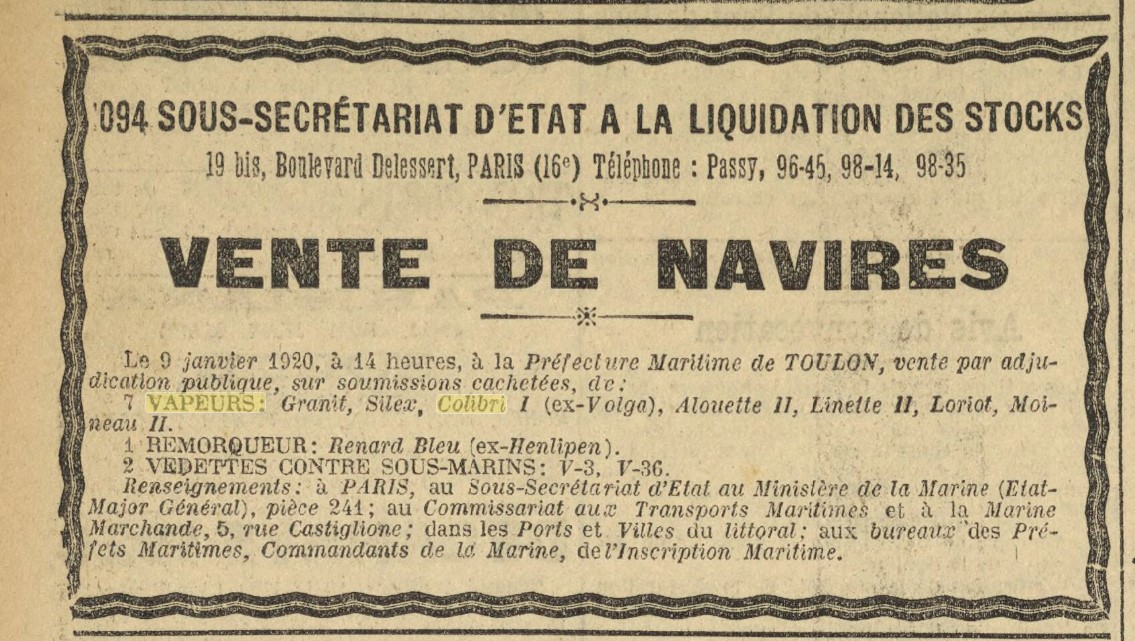 094 SOUS-SECRÉTARIAT D'ETAT A LA LIQUIDATION DES STOCKS
19 bis, Boulevard Delessert, PARIS (16e) Téléphone : Passy, 96-45, 98-14, 98-35
VENTE DE NAVIRES
Le 9 janvier 1920, à 14 heures, à la Préfecture Maritime de TOULON, vente par adju-
dication publique, sur soumissions cachetées, de :
7 VAPEURS : Granit, Silex, Colibri I (ex-Volga), Alouette II, Linette II, Loriot, Moi-
neau II.
1 REMORQUEUR : Renard Bleu (ex-Henlipen).
2 VEDETTES CONTRE SOUS-MARINS : V-3, V-36.
Renseignements : à PARIS, au Sous-Secrétariat d'Etat au Ministère de la Marine (Etat-
Major Général), pièce 241 ; au Commissariat aux Transports Maritimes et à la Marine
Marchande, 5, rue Castiglione ; dans les Ports et Villes du littoral ; aux bureaux des Pré-
fets Maritimes, Commandants de la Marine, de l'Inscription Maritime.